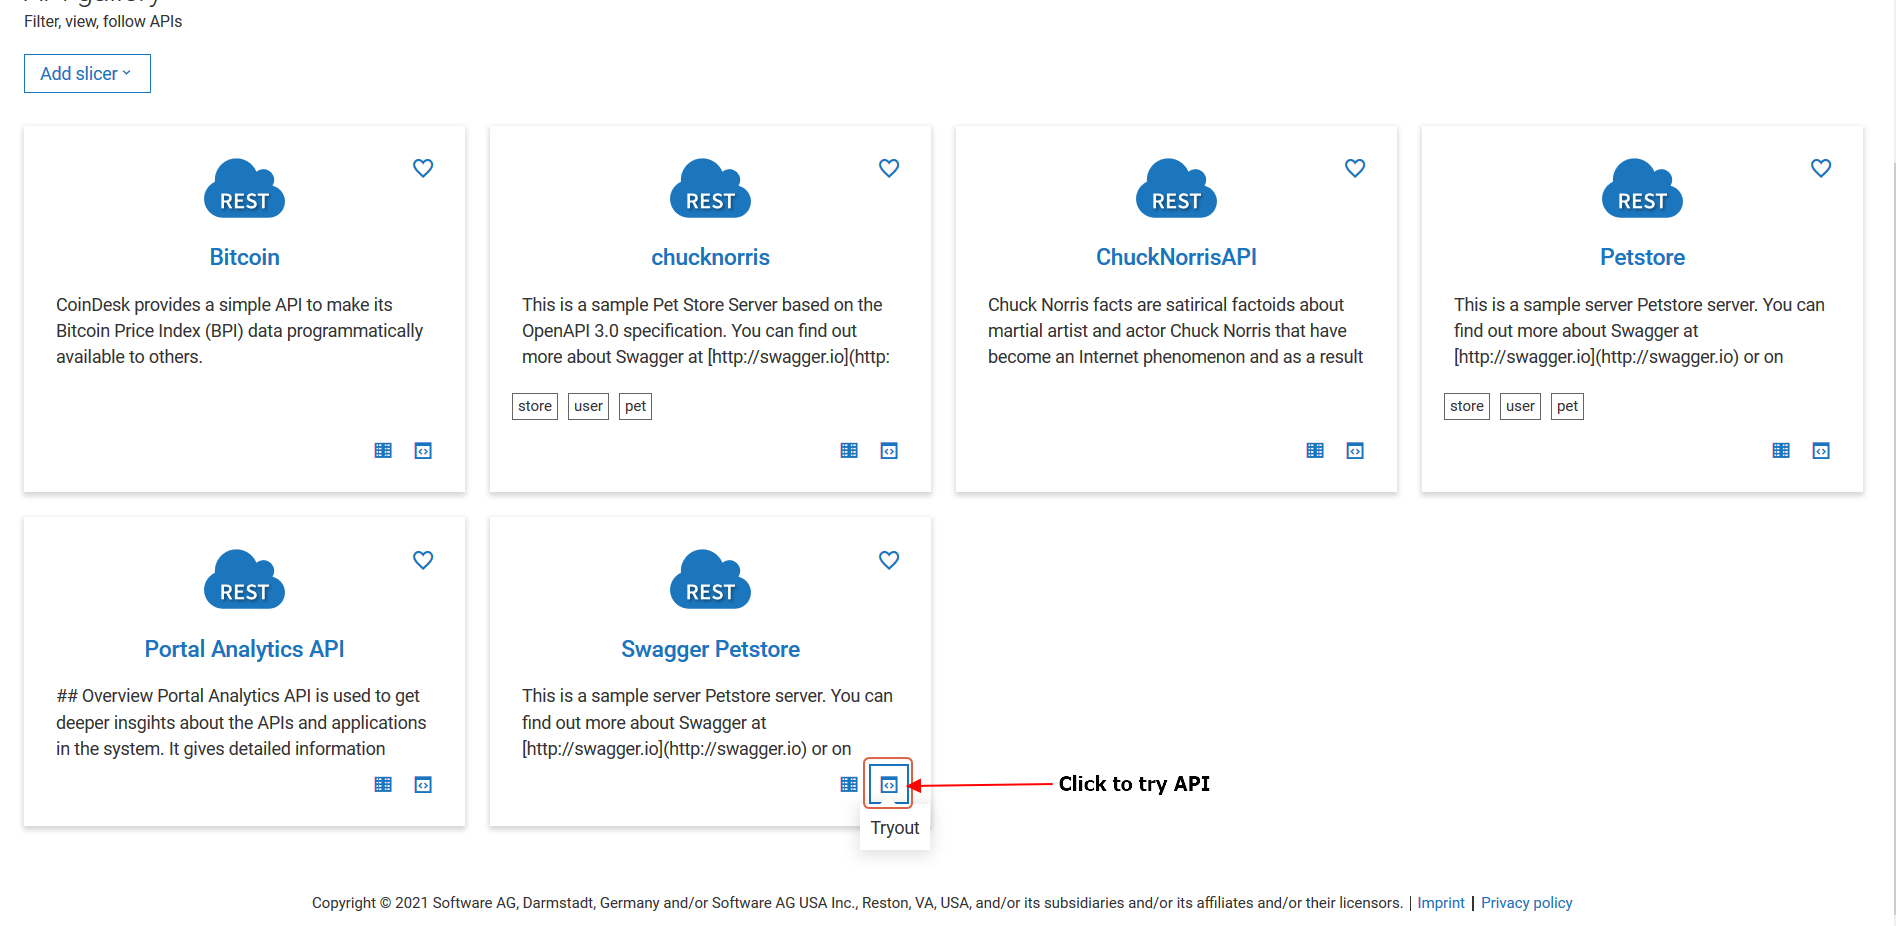 API gallery
Filter, view, follow APIs
Add slicer
REST
Bitcoin
CoinDesk provides a simple API to make its
Bitcoin Price Index (BPI) data programmatically
available to others.
REST
chucknorris
This is a sample Pet Store Server based on the
OpenAPI 3.0 specification. You can find out
more about Swagger at [http://swagger.io](http:
store user pet
REST
ChuckNorrisAPI
Chuck Norris facts are satirical factoids about
martial artist and actor Chuck Norris that have
become an Internet phenomenon and as a result
REST
Petstore
This is a sample server Petstore server. You can
find out more about Swagger at
[http://swagger.io](http://swagger.io) or on
store user pet
REST
Portal Analytics API
## Overview Portal Analytics API is used to get
deeper insgihts about the APIs and applications
in the system. It gives detailed information
REST
Swagger Petstore
This is a sample server Petstore server. You can
find out more about Swagger at
[http://swagger.io](http://swagger.io) or on
Click to try API
Tryout
Copyright © 2021 Software AG, Darmstadt, Germany and/or Software AG USA Inc., Reston, VA, USA, and/or its subsidiaries and/or its affiliates and/or their licensors. | Imprint | Privacy policy